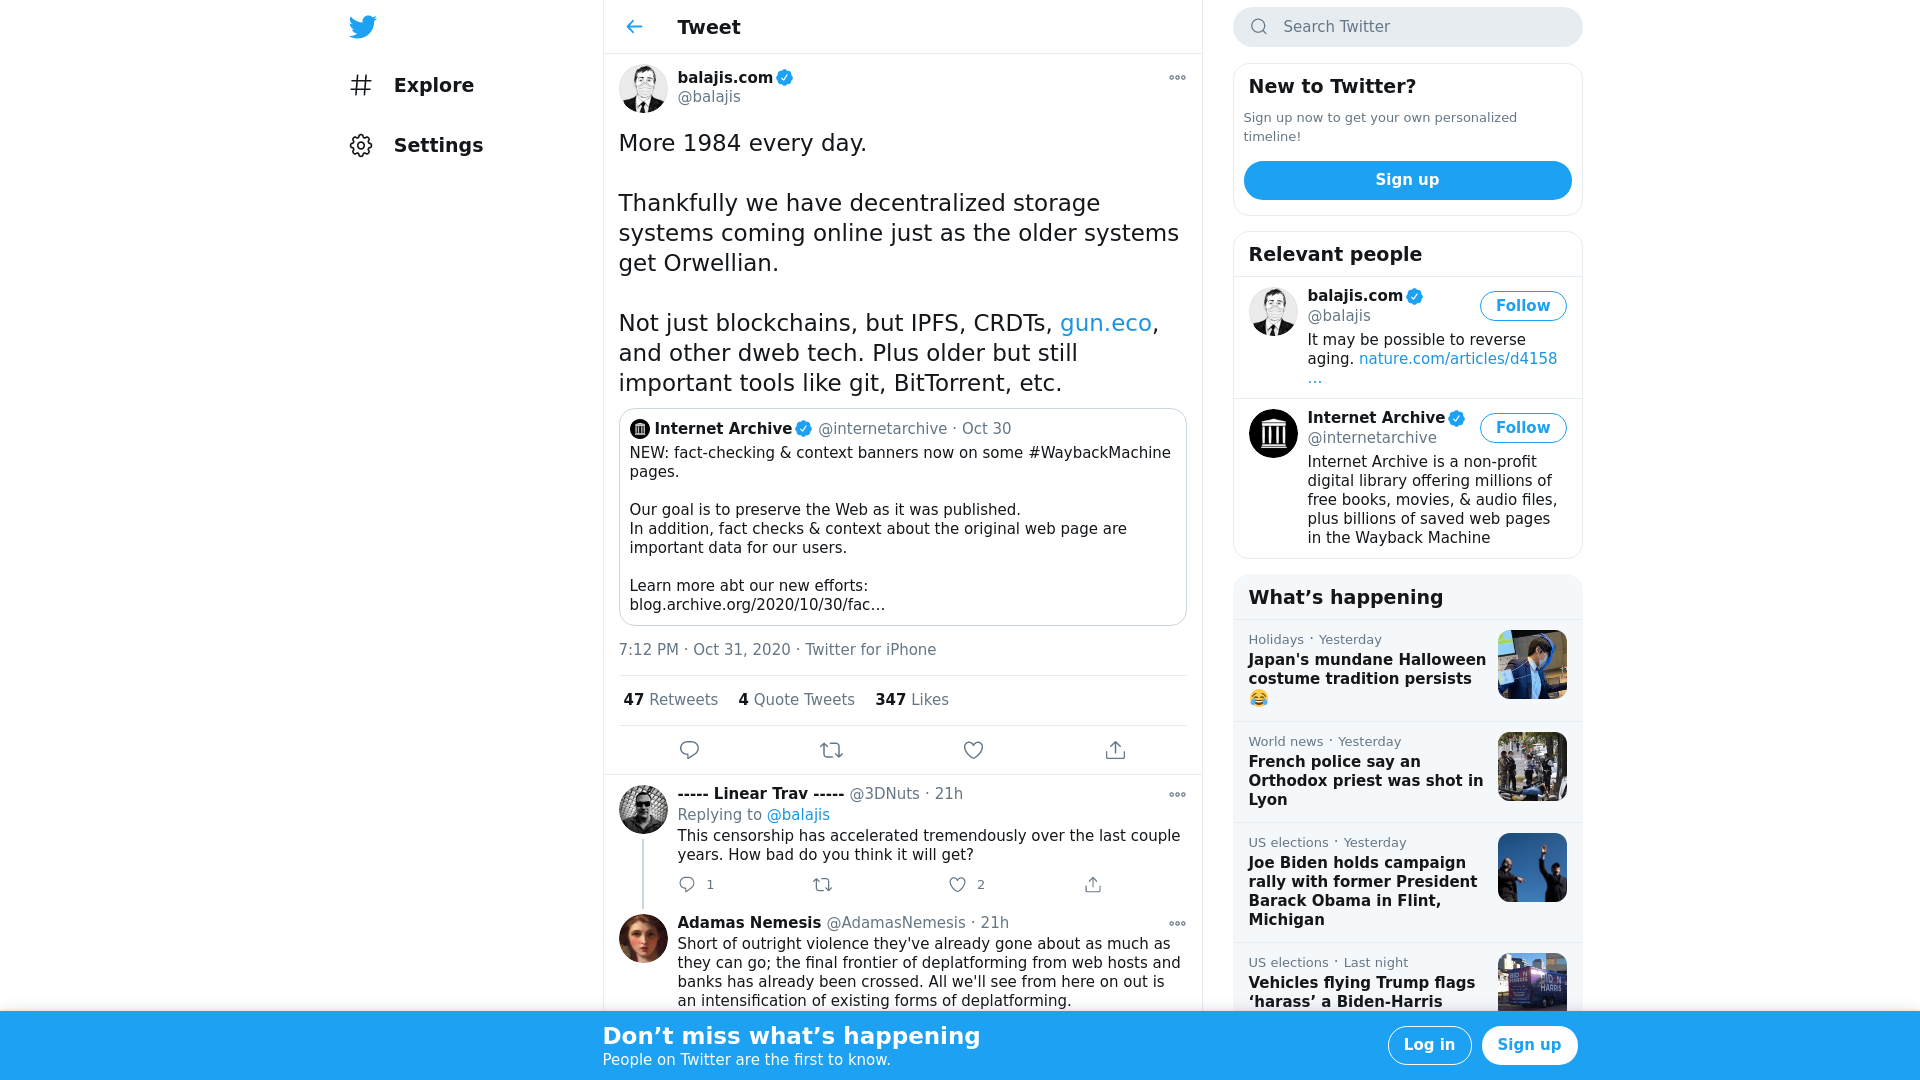 Explore
Settings
Tweet
balajis.com
@balajis
More 1984 every day.
Thankfully we have decentralized storage
systems coming online just as the older systems
get Orwellian.
Not just blockchains, but IPFS, CRDTs, gun.eco,
and other dweb tech. Plus older but still
important tools like git, BitTorrent, etc.
Internet Archive @internetarchive · Oct 30
NEW: fact-checking & context banners now on some #WaybackMachine
pages.
Our goal is to preserve the Web as it was published.
In addition, fact checks & context about the original web page are
important data for our users.
Learn more abt our new efforts:
blog.archive.org/2020/10/30/fac…
7:12 PM · Oct 31, 2020 · Twitter for iPhone
47 Retweets 4 Quote Tweets 347 Likes
----- Linear Trav ----- @3DNuts · 21h
Replying to @balajis
This censorship has accelerated tremendously over the last couple
years. How bad do you think it will get?
1 2
Adamas Nemesis @AdamasNemesis · 21h
Short of outright violence they've already gone about as much as
they can go; the final frontier of deplatforming from web hosts and
banks has already been crossed. All we'll see from here on out is
an intensification of existing forms of deplatforming.
Search Twitter
New to Twitter?
Sign up now to get your own personalized
timeline!
Sign up
Relevant people
balajis.com
@balajis
Follow
It may be possible to reverse
aging. nature.com/articles/d4158
…
Internet Archive
@internetarchive
Follow
Internet Archive is a non-profit
digital library offering millions of
free books, movies, & audio files,
plus billions of saved web pages
in the Wayback Machine
What’s happening
Holidays · Yesterday
Japan's mundane Halloween
costume tradition persists
😂
World news · Yesterday
French police say an
Orthodox priest was shot in
Lyon
US elections · Yesterday
Joe Biden holds campaign
rally with former President
Barack Obama in Flint,
Michigan
US elections · Last night
Vehicles flying Trump flags
‘harass’ a Biden-Harris
Don’t miss what’s happening
People on Twitter are the first to know.
Log in
Sign up